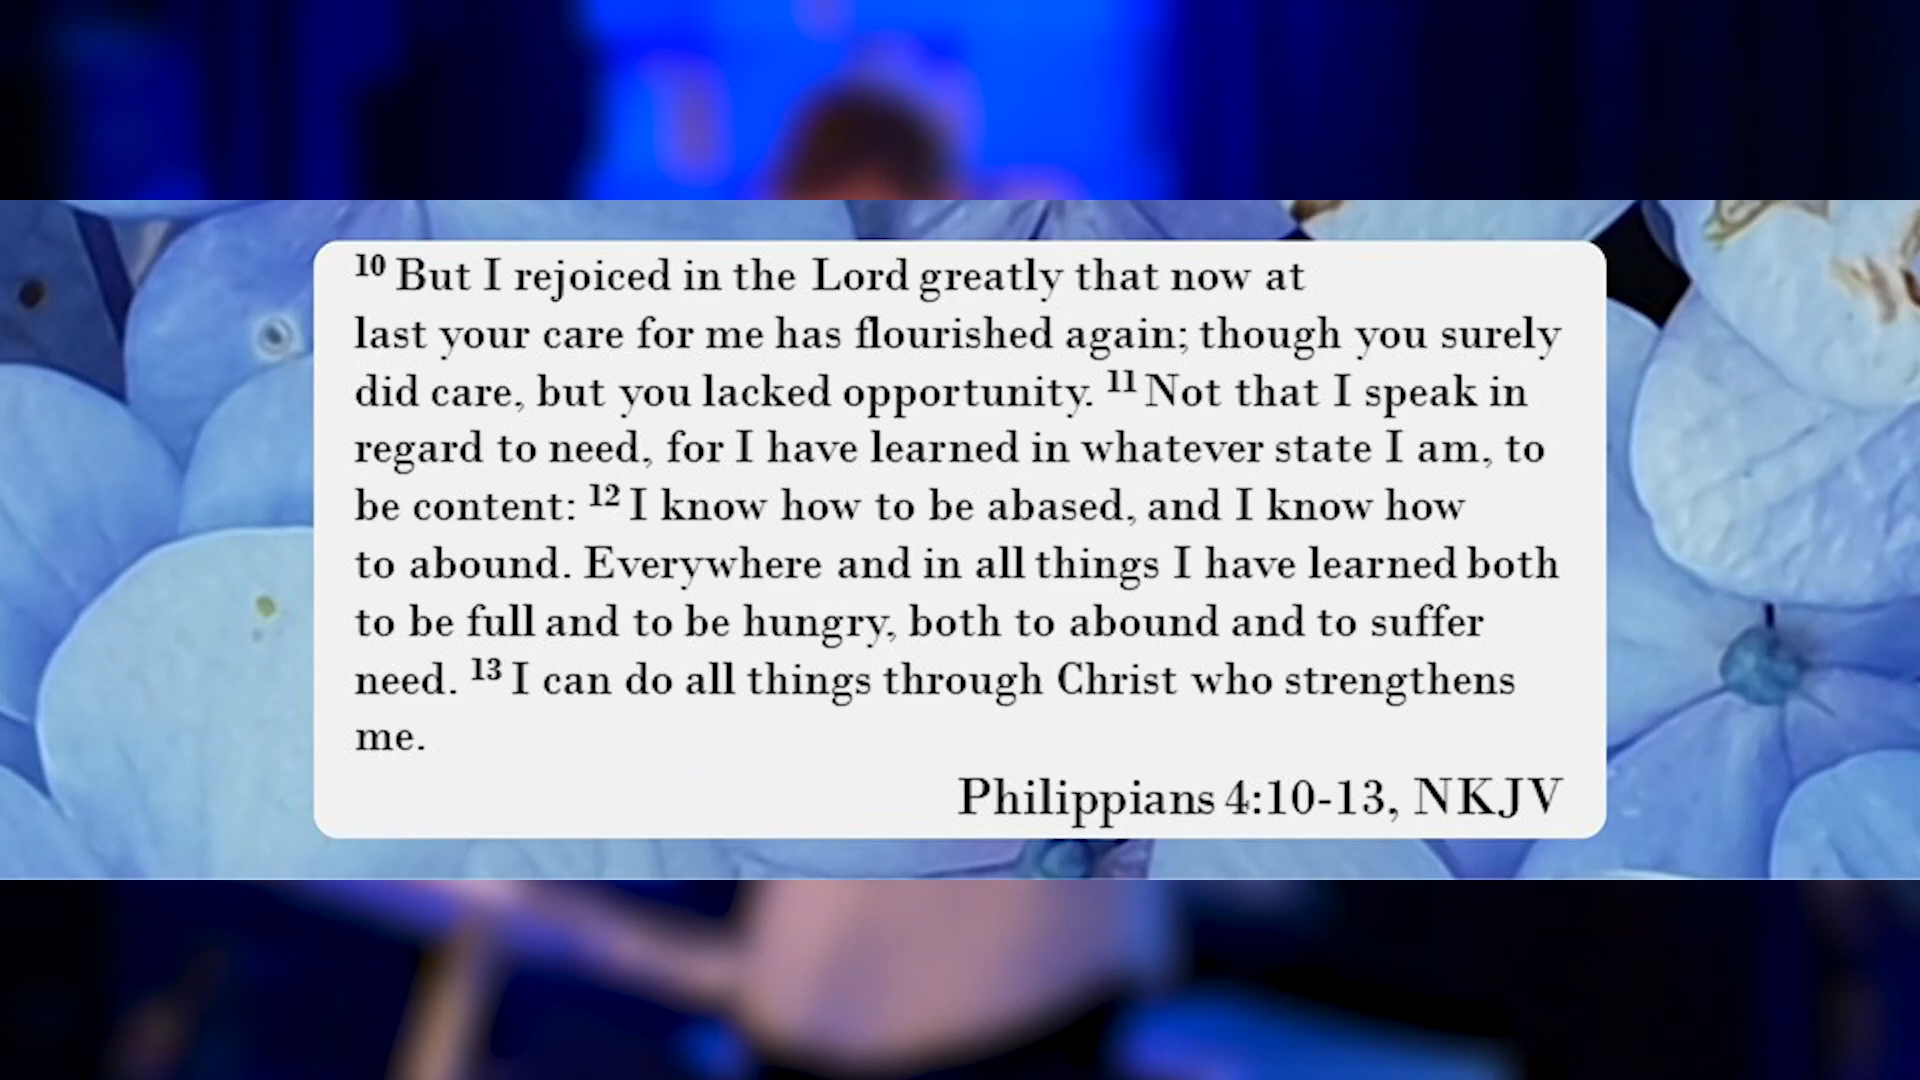 10 But I rejoiced in the Lord greatly that now at
last your care for me has flourished again; though you surely
did care, but you lacked opportunity. 11 Not that I speak in
regard to need, for I have learned in whatever state I am, to
be content: 12 I know how to be abased, and I know how
to abound. Everywhere and in all things I have learned both
to be full and to be hungry, both to abound and to suffer
need. 13 I can do all things through Christ who strengthens
me.
Philippians 4:10-13, NKJV